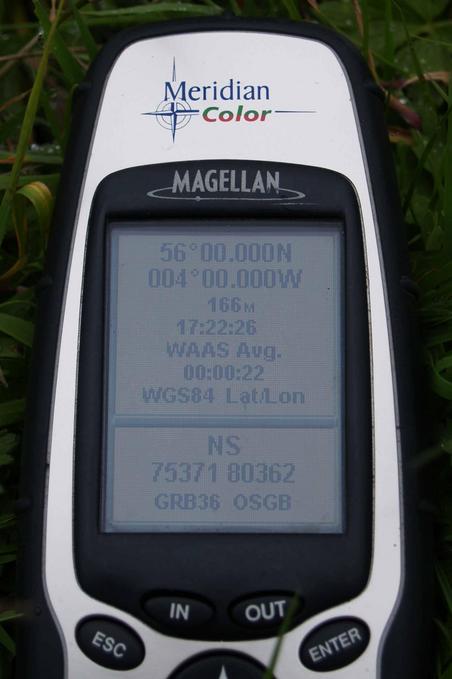 Meridian
Color
MAGELLAN
56°00.000N
004°00.000W
166M
17:22:26
WAAS Avg.
00:00:22
WGS84 Lat/Lon
NS
75371 80362
GRB36 OSGB
IN OUT
ESC ENTER